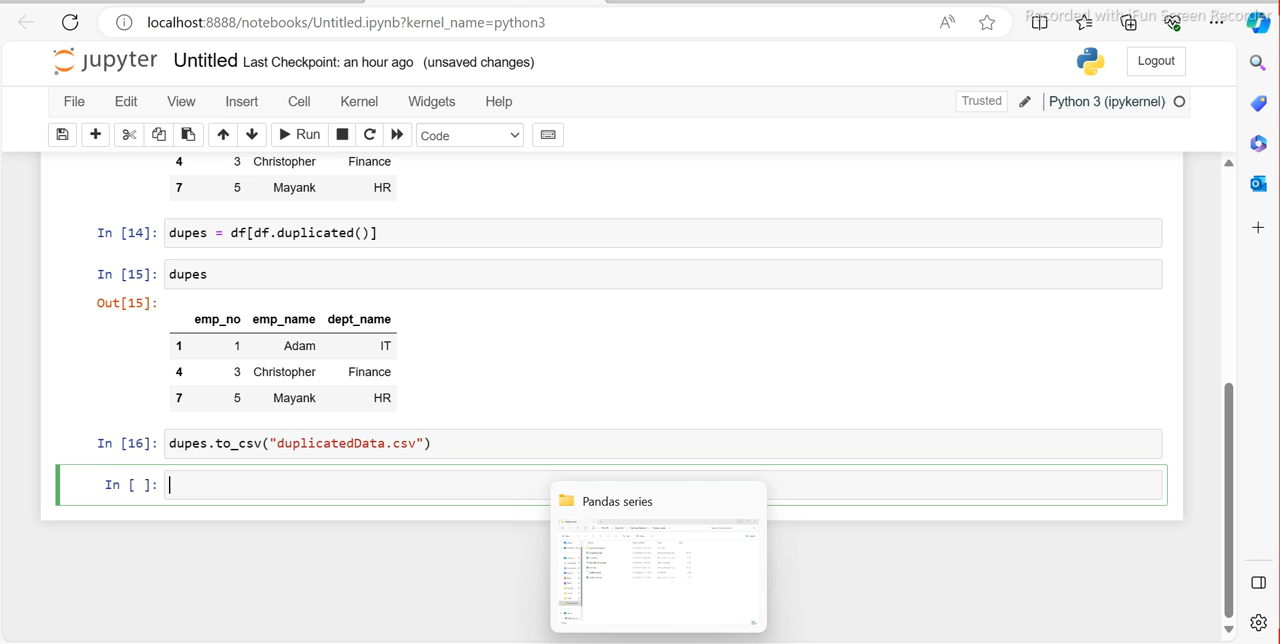 localhost:8888/notebooks/Untitled.ipynb?kernel_name=python3
Recorded with iFun Screen Recorder
jupyter Untitled Last Checkpoint: an hour ago (unsaved changes)
Logout
File Edit View Insert Cell Kernel Widgets Help
Trusted Python 3 (ipykernel)
Run Code
4 3 Christopher Finance
7 5 Mayank HR
In [14]: dupes = df[df.duplicated()]
In [15]: dupes
Out[15]:
emp_no emp_name dept_name
1 1 Adam IT
4 3 Christopher Finance
7 5 Mayank HR
In [16]: dupes.to_csv("duplicatedData.csv")
In [ ]:
Pandas series